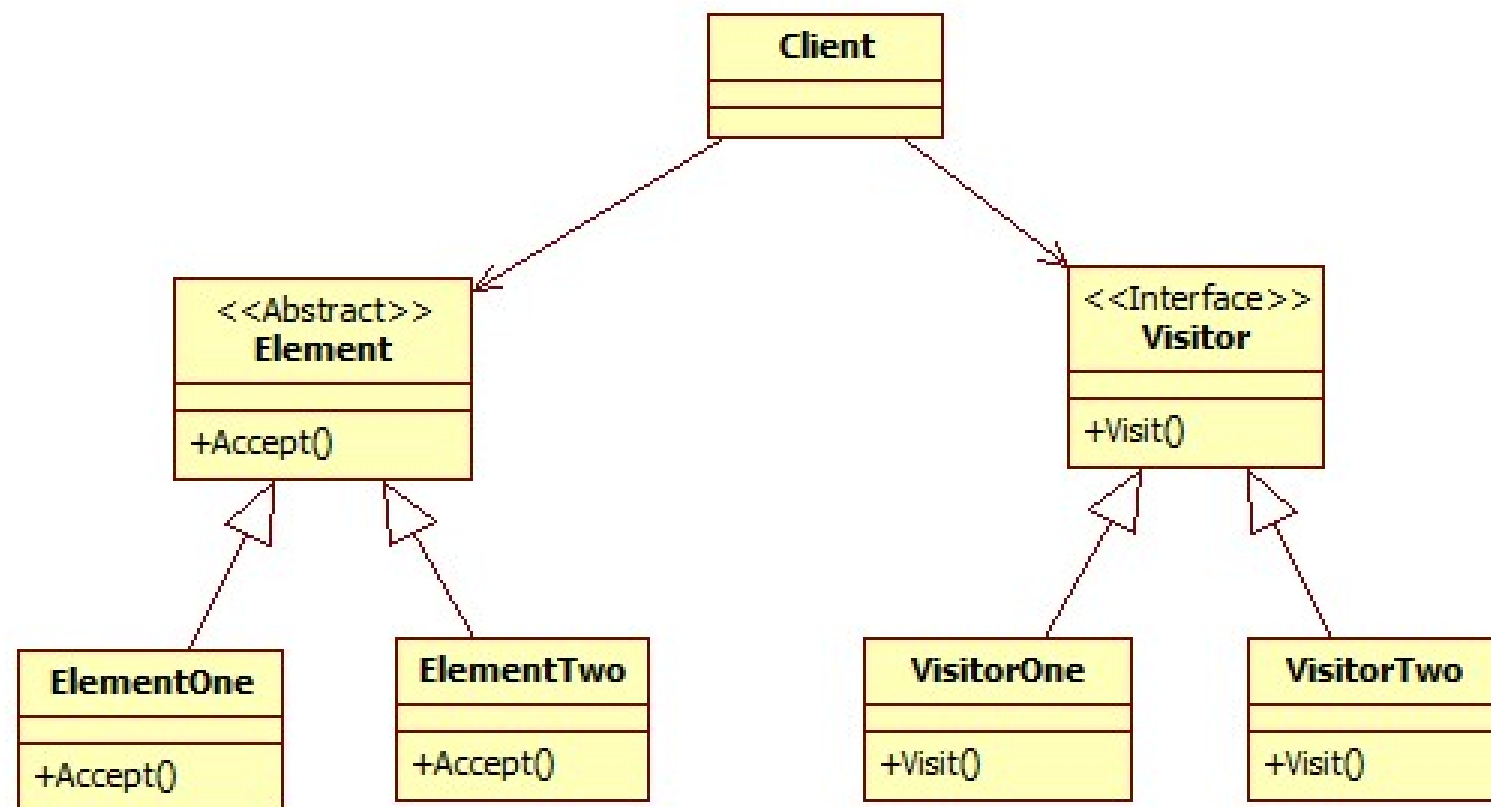 Client
<<Abstract>>
Element
+Accept()
<<Interface>>
Visitor
+Visit()
ElementOne
+Accept()
ElementTwo
+Accept()
VisitorOne
+Visit()
VisitorTwo
+Visit()